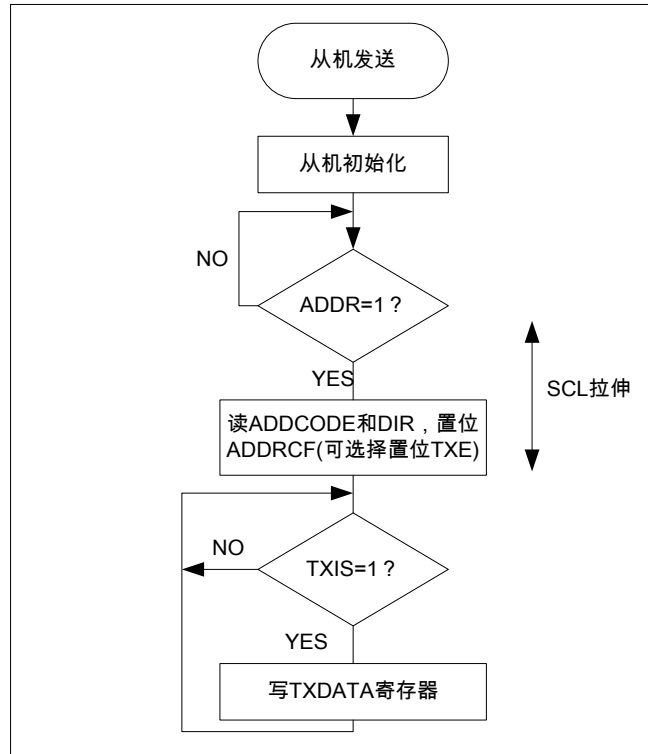 从机发送
从机初始化
NO
ADDR=1？
YES
SCL拉伸
读ADDCODE和DIR，置位
ADDRCF(可选择置位TXE)
NO
TXIS=1？
YES
写TXDATA寄存器